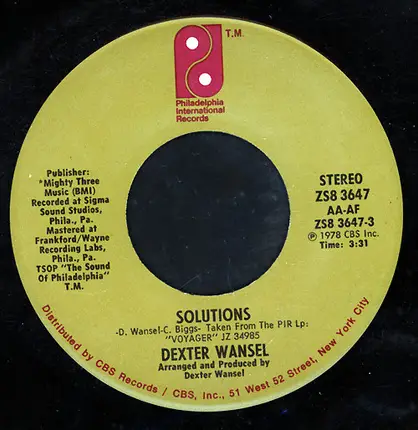 T.M.
Philadelphia
International
Records
Publisher:
*Mighty Three
Music (BMI)
Recorded at Sigma
Sound Studios,
Phila., Pa.
Mastered at
Frankford/Wayne
Recording Labs,
Phila., Pa.
TSOP "The Sound
Of Philadelphia"
T.M.
STEREO
ZS8 3647
AA-AF
ZS8 3647-3
℗ 1978 CBS Inc.
Time: 3:31
SOLUTIONS
-D. Wansel-C. Biggs- Taken From The PIR Lp:
"VOYAGER" JZ 34985
DEXTER WANSEL
Arranged and Produced by
Dexter Wansel
Distributed by CBS Records / CBS, Inc., 51 West 52 Street, New York City